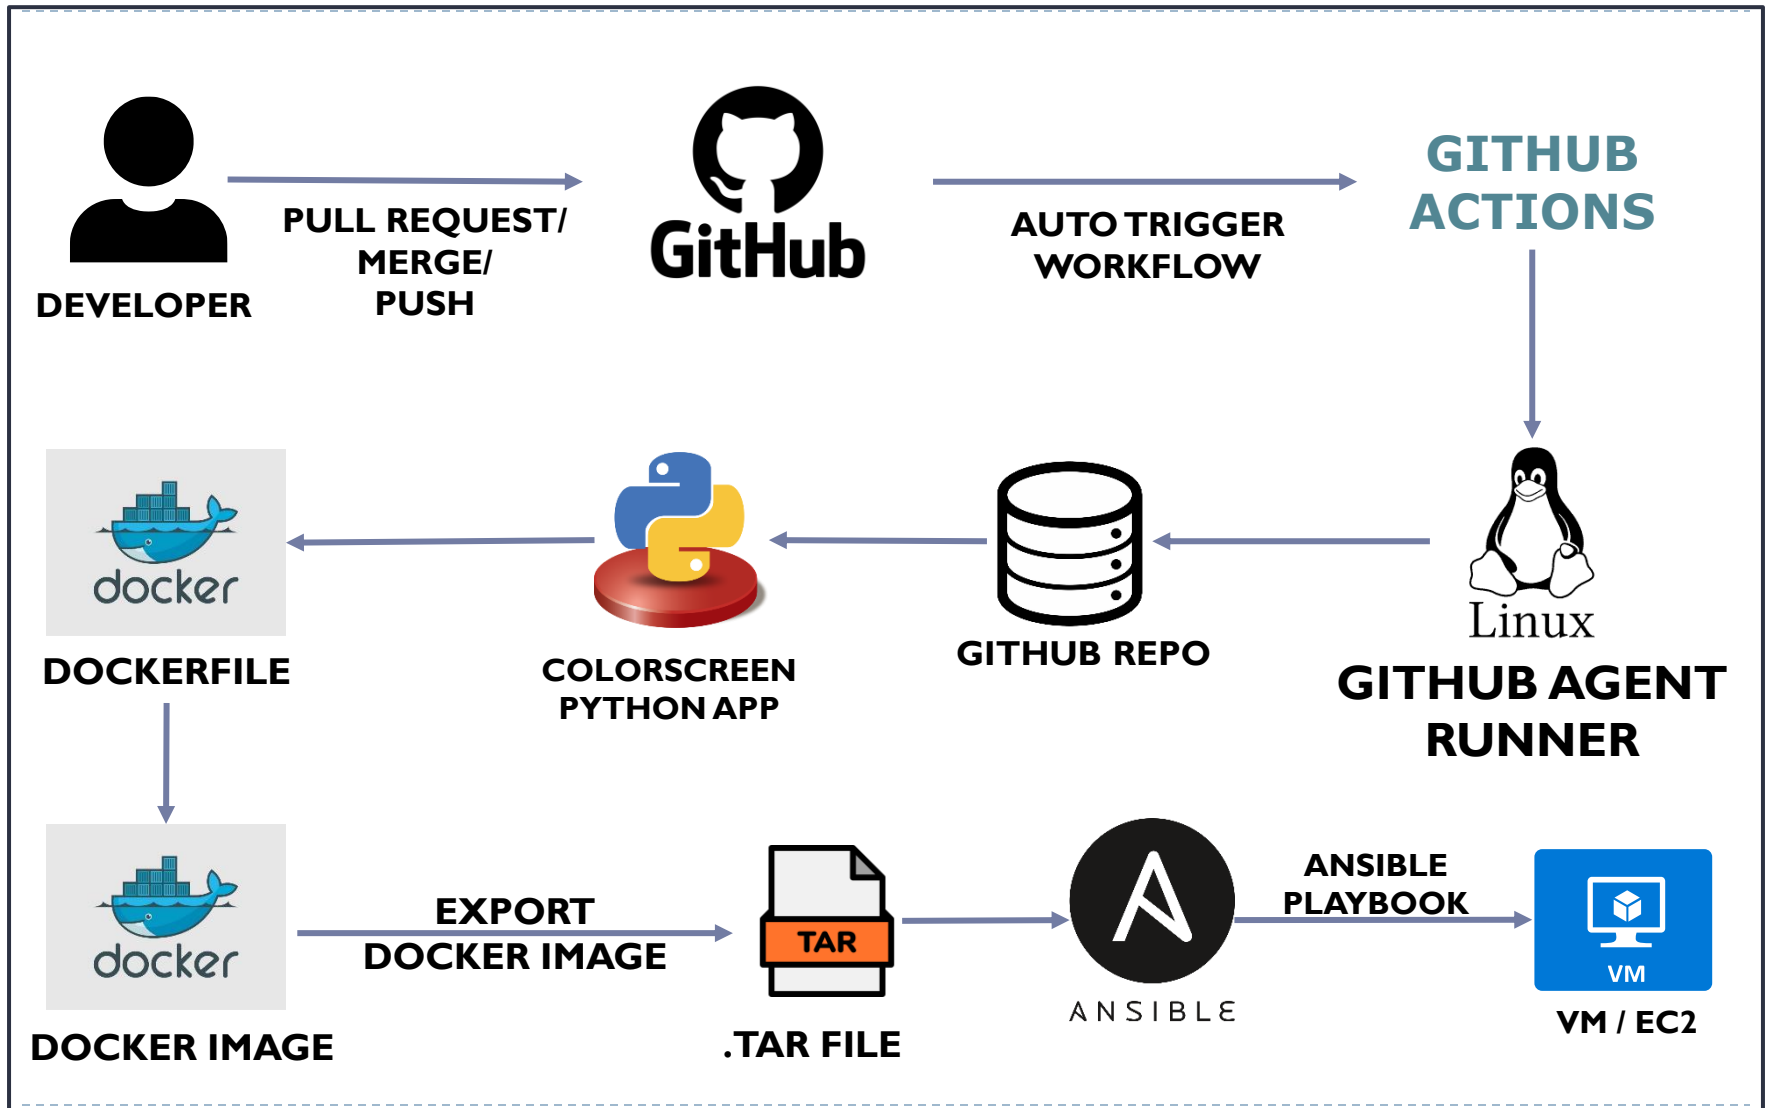 DEVELOPER
PULL REQUEST/
MERGE/
PUSH
GitHub
AUTO TRIGGER
WORKFLOW
GITHUB
ACTIONS
docker
DOCKERFILE
COLORSCREEN
PYTHON APP
GITHUB REPO
Linux
GITHUB AGENT
RUNNER
docker
DOCKER IMAGE
EXPORT
DOCKER IMAGE
TAR
.TAR FILE
ANSIBLE
ANSIBLE
PLAYBOOK
VM
VM / EC2